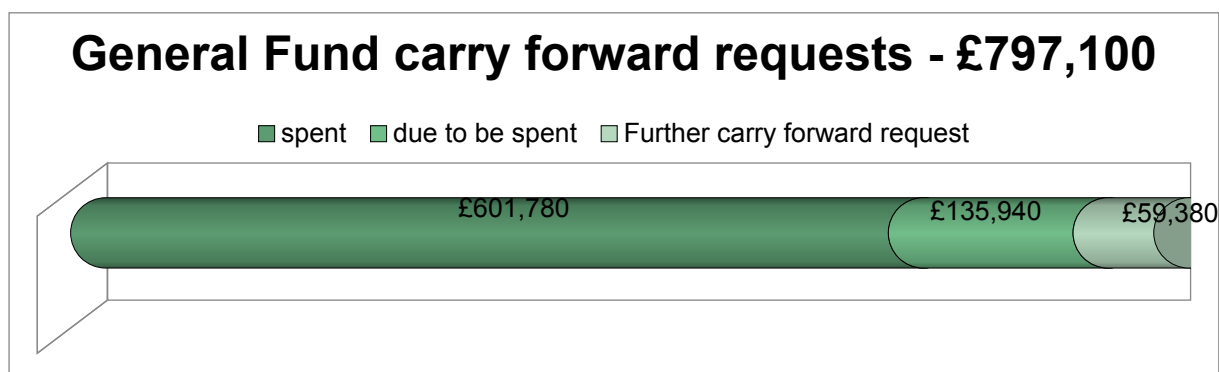 General Fund carry forward requests - £797,100
spent due to be spent Further carry forward request
£601,780 £135,940 £59,380